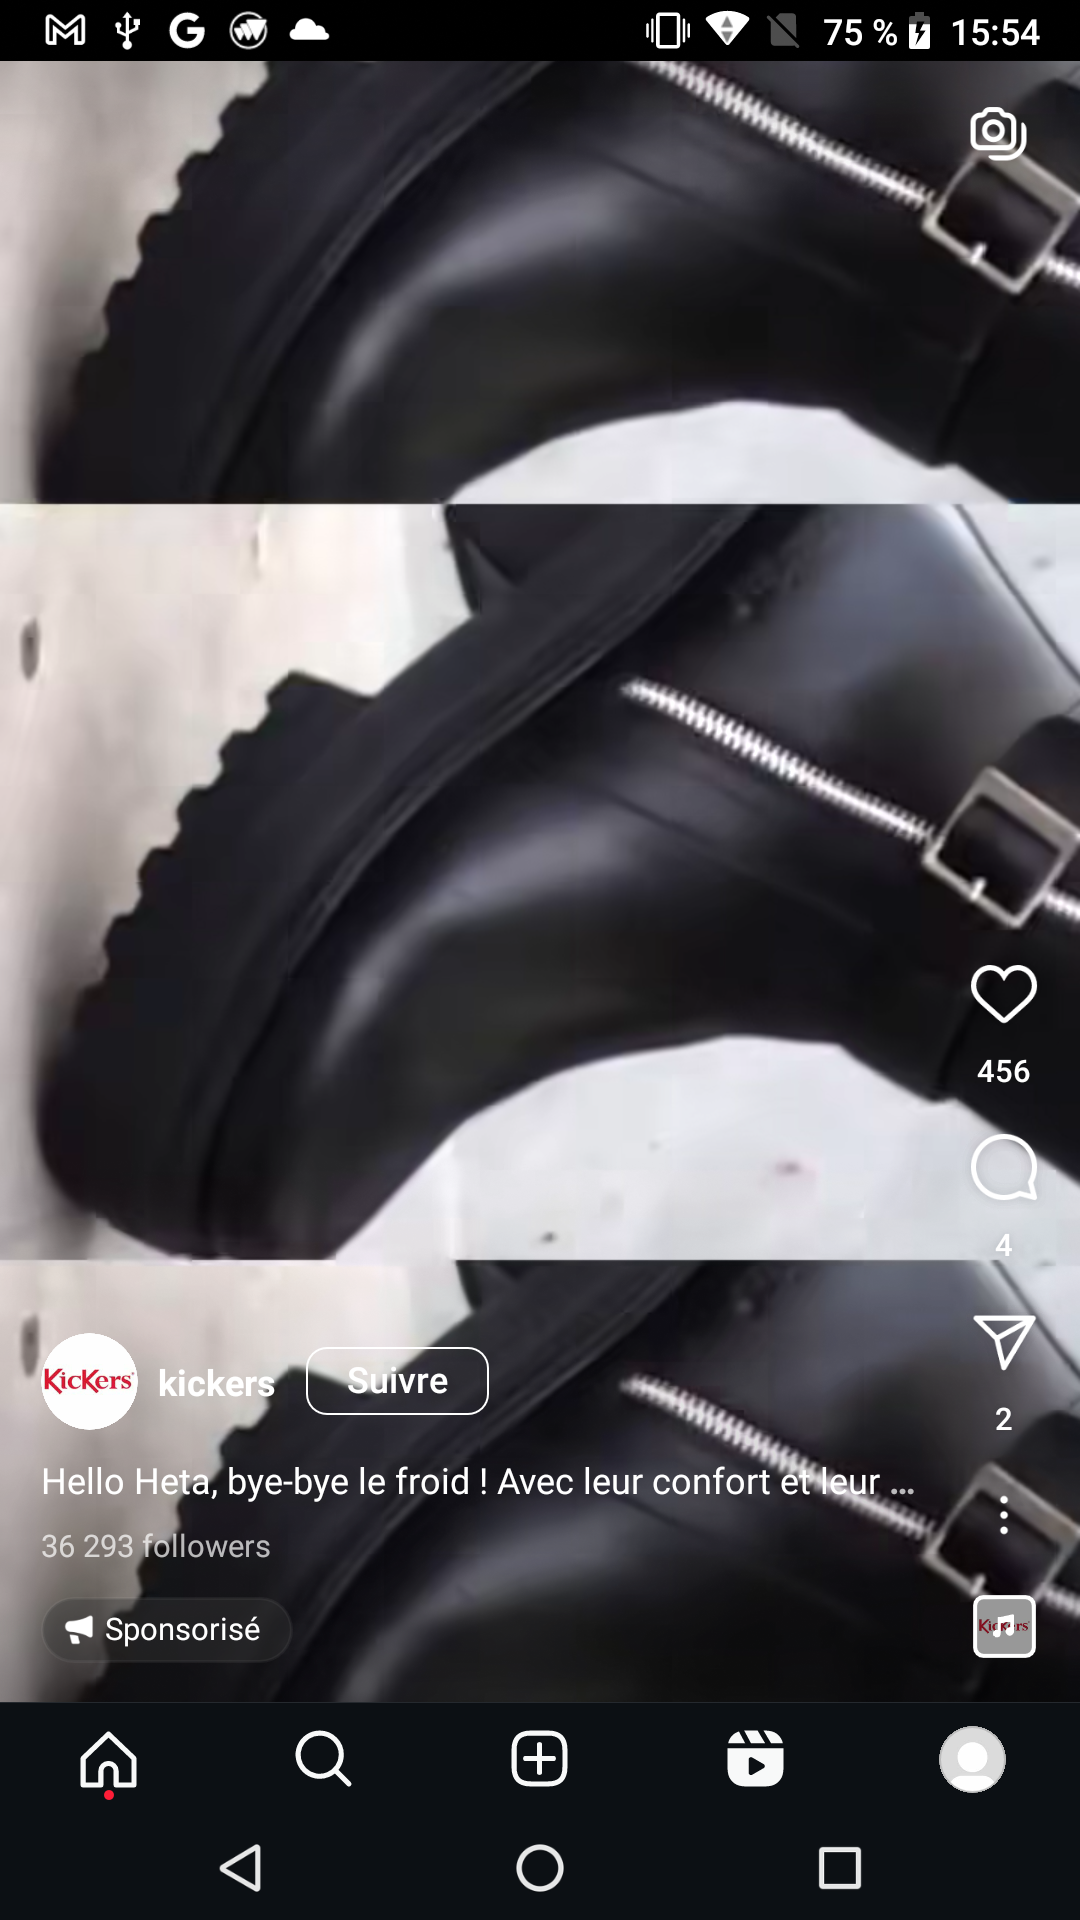 75 % 15:54
456
4
KicKers kickers Suivre
2
Hello Heta, bye-bye le froid ! Avec leur confort et leur ...
36 293 followers
Sponsorisé
KicKers